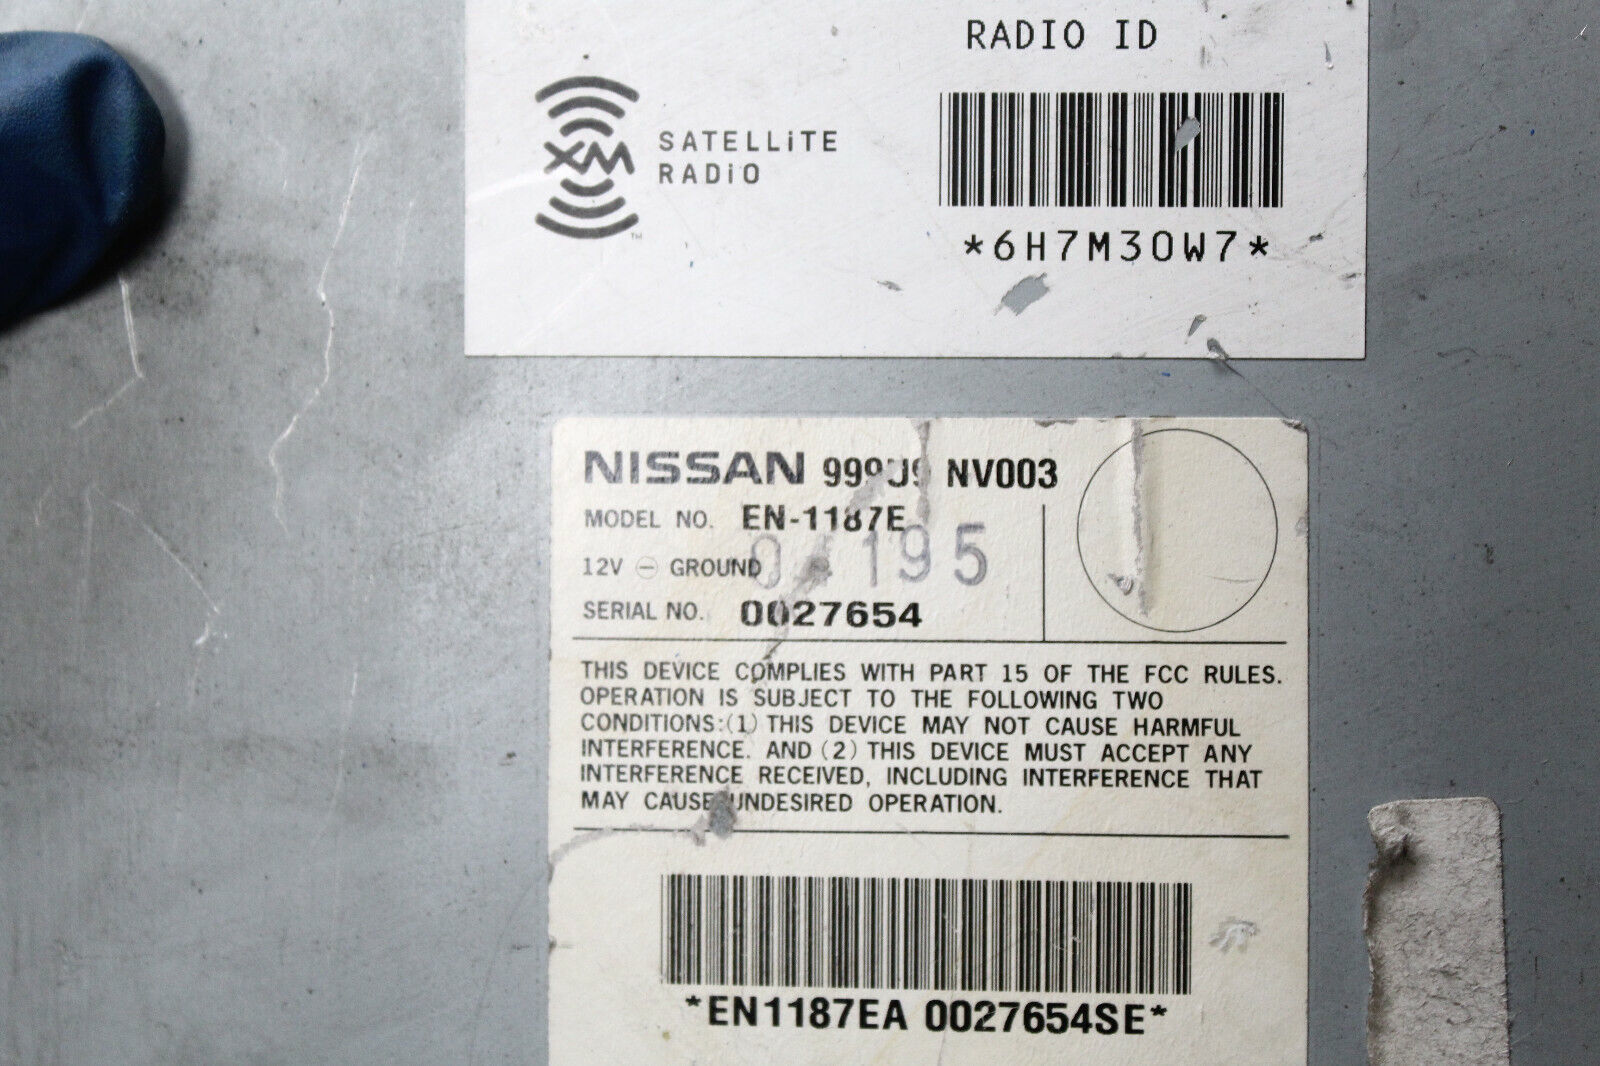 RADIO ID
XM
SATELLiTE
RADiO
TM
*6H7M30W7*
NISSAN NV003
MODEL NO. EN-1187E
195
12V ⊖ GROUND
SERIAL NO. 0027654
THIS DEVICE COMPLIES WITH PART 15 OF THE FCC RULES.
OPERATION IS SUBJECT TO THE FOLLOWING TWO
CONDITIONS:(1) THIS DEVICE MAY NOT CAUSE HARMFUL
INTERFERENCE. AND (2) THIS DEVICE MUST ACCEPT ANY
INTERFERENCE RECEIVED, INCLUDING INTERFERENCE THAT
MAY CAUSE UNDESIRED OPERATION.
*EN1187EA 0027654SE*